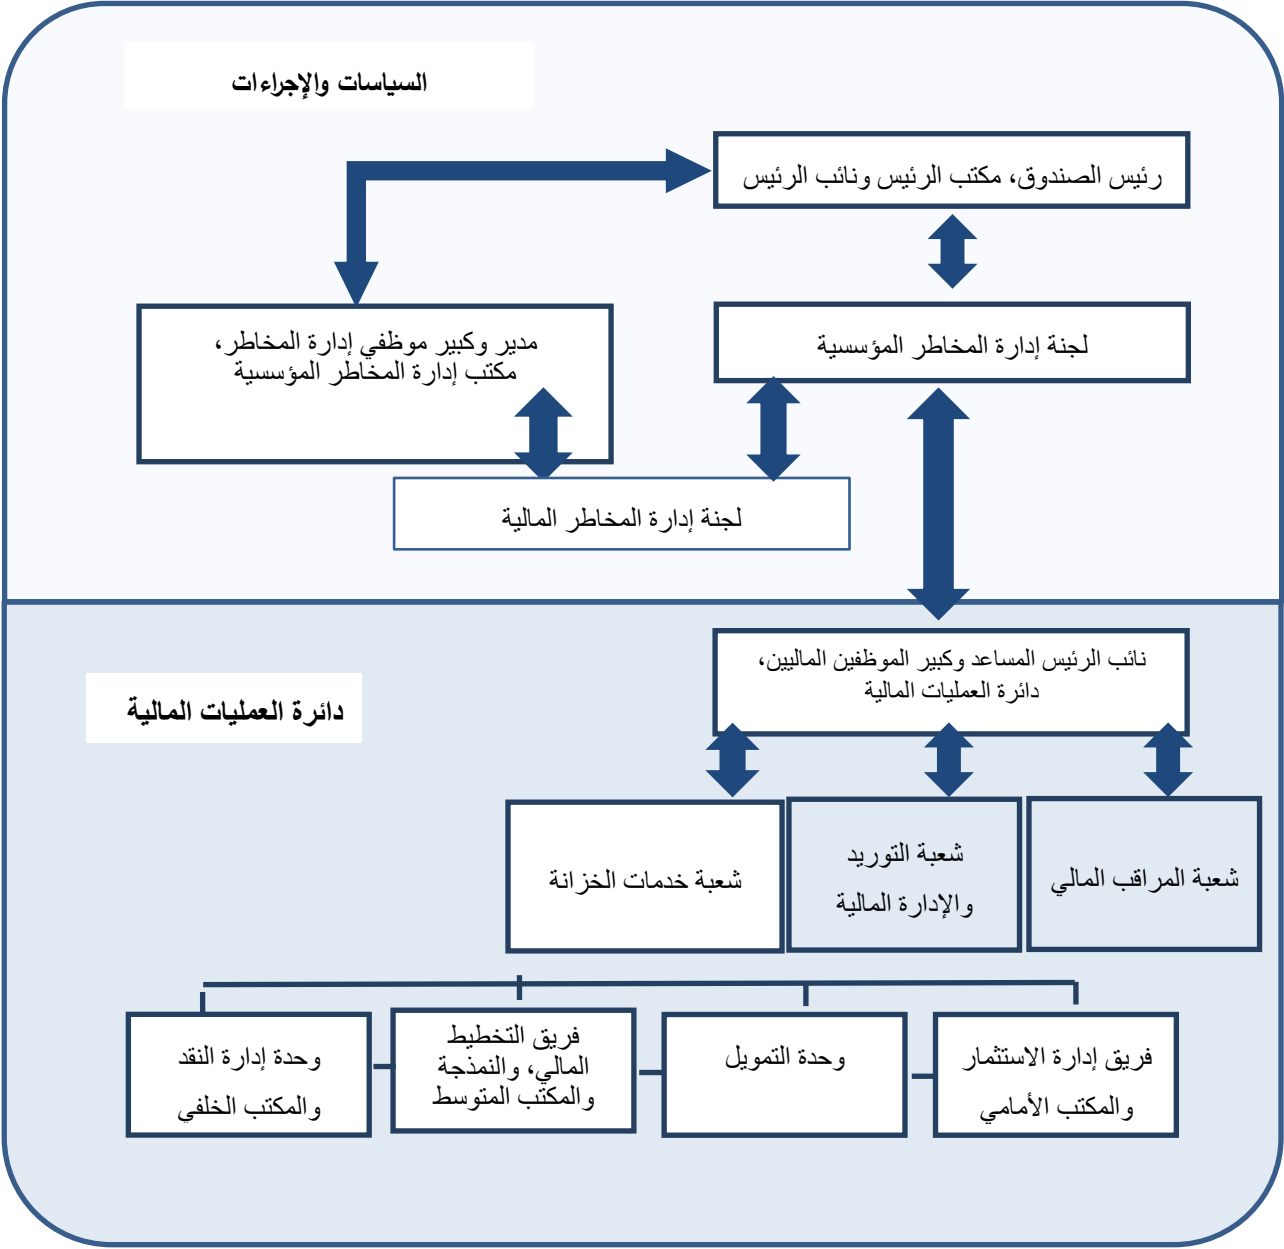 السياسات والإجراءات
رئيس الصندوق، مكتب الرئيس ونائب الرئيس
لجنة إدارة المخاطر المؤسسية
مدير وكبير موظفي إدارة المخاطر،
مكتب إدارة المخاطر المؤسسية
لجنة إدارة المخاطر المالية
نائب الرئيس المساعد وكبير الموظفين الماليين،
دائرة العمليات المالية
دائرة العمليات المالية
شعبة المراقب المالي
شعبة التوريد
والإدارة المالية
شعبة خدمات الخزانة
فريق إدارة الاستثمار
والمكتب الأمامي
وحدة التمويل
فريق التخطيط
المالي، والنمذجة
والمكتب المتوسط
وحدة إدارة النقد
والمكتب الخلفي